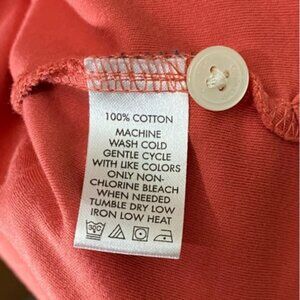 100% COTTON
MACHINE
WASH COLD
GENTLE CYCLE
WITH LIKE COLORS
ONLY NON-
CHLORINE BLEACH
WHEN NEEDED
TUMBLE DRY LOW
IRON LOW HEAT
30C